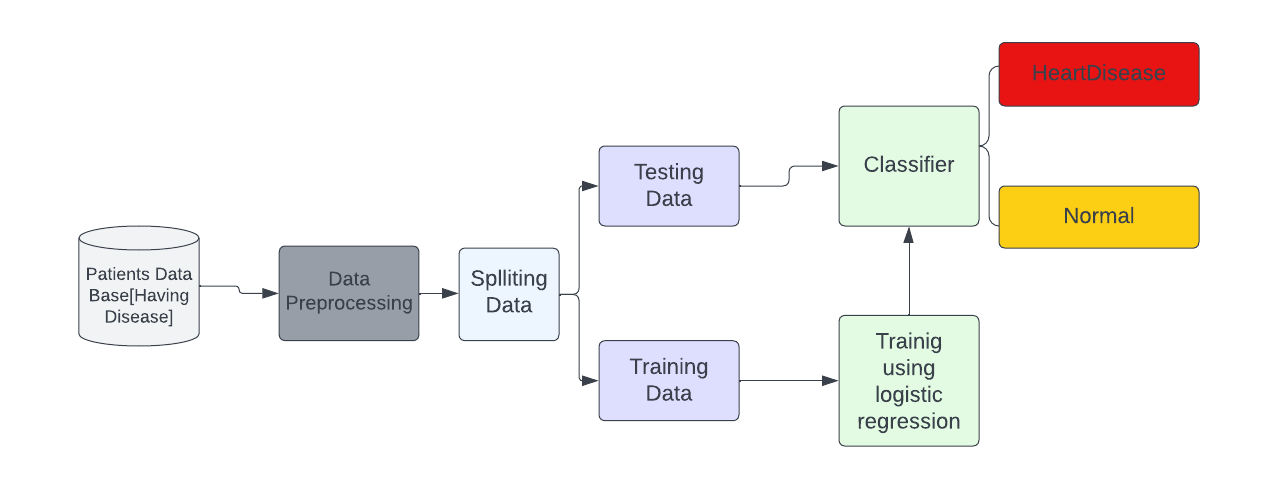 Patients Data
Base[Having
Disease]
Data
Preprocessing
Splliting
Data
Testing
Data
Training
Data
Classifier
Trainig
using
logistic
regression
HeartDisease
Normal